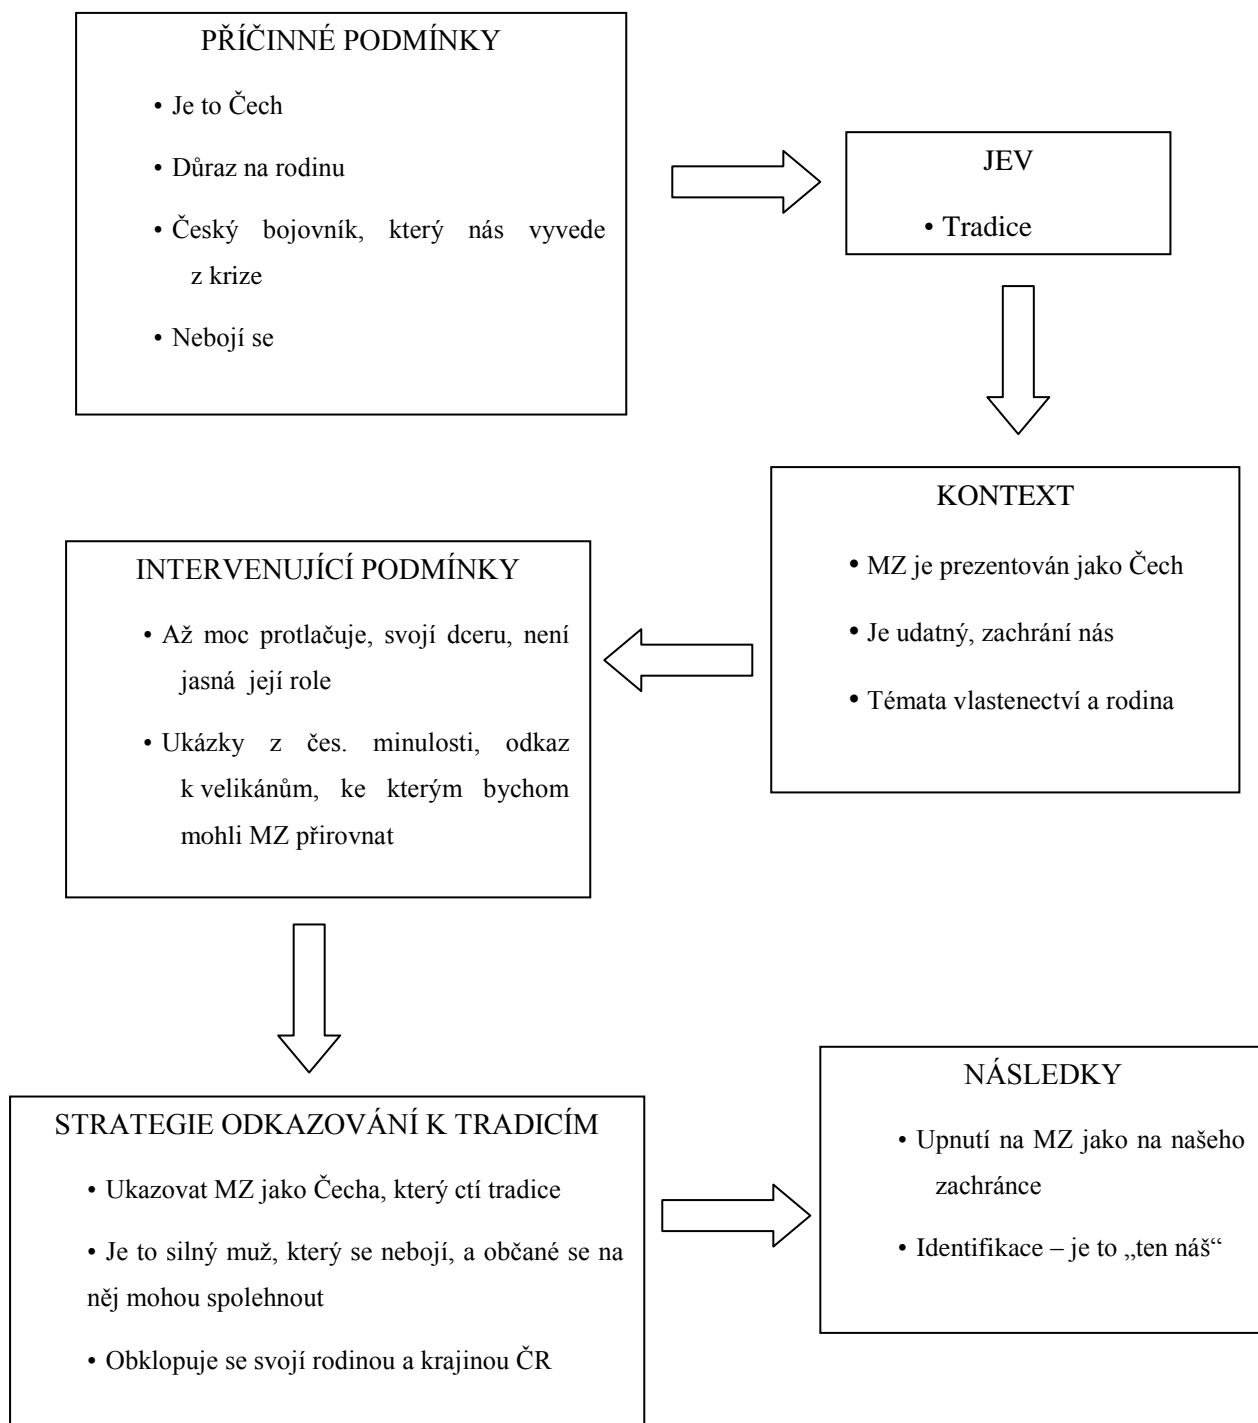 PŘÍČINNÉ PODMÍNKY
• Je to Čech
• Důraz na rodinu
• Český bojovník, který nás vyvede
z krize
• Nebojí se
JEV
• Tradice
KONTEXT
• MZ je prezentován jako Čech
• Je udatný, zachrání nás
• Témata vlastenectví a rodina
INTERVENUJÍCÍ PODMÍNKY
• Až moc protlačuje, svojí dceru, není
jasná její role
• Ukázky z čes. minulosti, odkaz
k velikánům, ke kterým bychom
mohli MZ přirovnat
STRATEGIE ODKAZOVÁNÍ K TRADICÍM
• Ukazovat MZ jako Čecha, který ctí tradice
• Je to silný muž, který se nebojí, a občané se na
něj mohou spolehnout
• Obklopuje se svojí rodinou a krajinou ČR
NÁSLEDKY
• Upnutí na MZ jako na našeho
zachránce
• Identifikace – je to „ten náš“